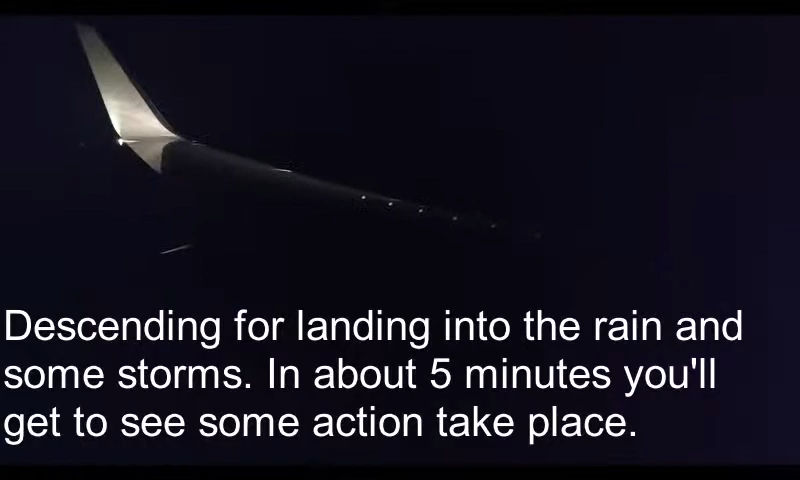 Descending for landing into the rain and
some storms. In about 5 minutes you'll
get to see some action take place.